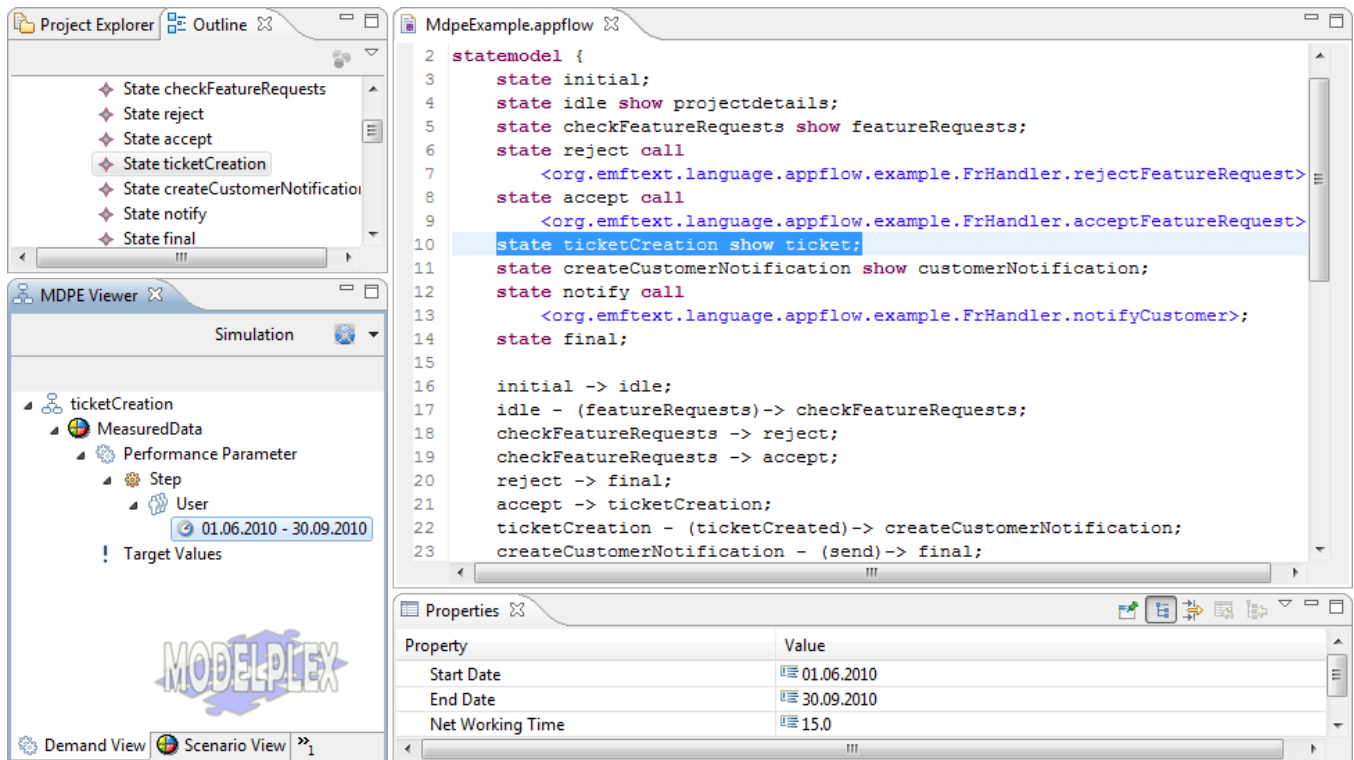 Project Explorer
Outline
State checkFeatureRequests
State reject
State accept
State ticketCreation
State createCustomerNotification
State notify
State final
MDPE Viewer
Simulation
ticketCreation
MeasuredData
Performance Parameter
Step
User
01.06.2010 - 30.09.2010
! Target Values
MODELPLEX
Demand View
Scenario View
»1
MdpeExample.appflow
2 statemodel {
3 state initial;
4 state idle show projectdetails;
5 state checkFeatureRequests show featureRequests;
6 state reject call
7 <org.emftext.language.appflow.example.FrHandler.rejectFeatureRequest>
8 state accept call
9 <org.emftext.language.appflow.example.FrHandler.acceptFeatureRequest>
10 state ticketCreation show ticket;
11 state createCustomerNotification show customerNotification;
12 state notify call
13 <org.emftext.language.appflow.example.FrHandler.notifyCustomer>;
14 state final;
15
16 initial -> idle;
17 idle - (featureRequests)-> checkFeatureRequests;
18 checkFeatureRequests -> reject;
19 checkFeatureRequests -> accept;
20 reject -> final;
21 accept -> ticketCreation;
22 ticketCreation - (ticketCreated)-> createCustomerNotification;
23 createCustomerNotification - (send)-> final;
Properties
Property Value
Start Date 01.06.2010
End Date 30.09.2010
Net Working Time 15.0